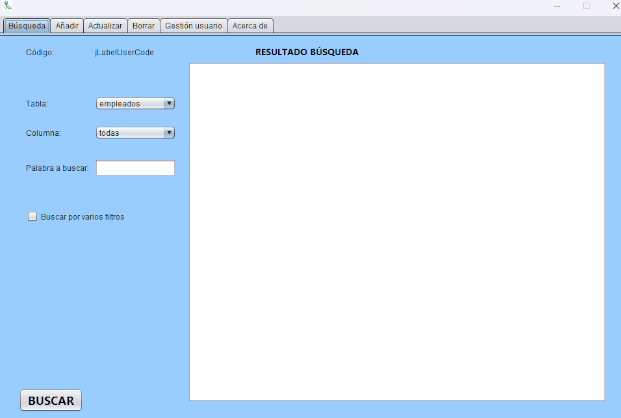 Búsqueda Añadir Actualizar Borrar Gestión usuario Acerca de
Código: jLabelUserCode
RESULTADO BÚSQUEDA
Tabla: empleados
Columna: todas
Palabra a buscar:
Buscar por varios filtros
BUSCAR